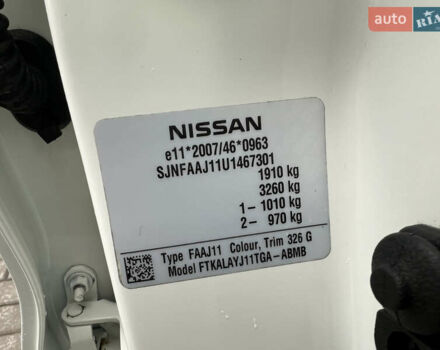 auto RIA
NISSAN
e11*2007/46*0963
SJNFAAJ11U1467301
1910 kg
3260 kg
1- 1010 kg
2- 970 kg
Type FAAJ11 Colour, Trim 326 G
Model FTKALAYJ11TGA-ABMB